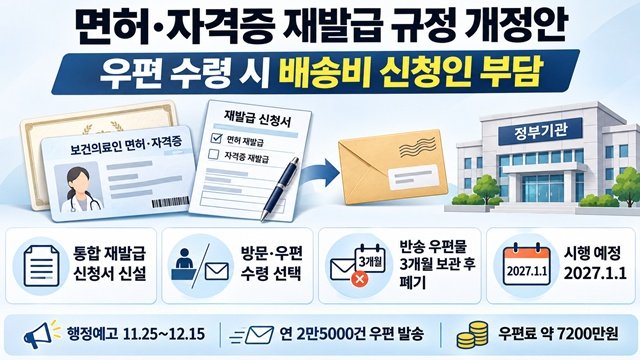 면허·자격증 재발급 규정 개정안
우편 수령 시 배송비 신청인 부담
보건의료인 면허·자격증
재발급 신청서
면허 재발급
자격증 재발급
정부기관
통합 재발급
신청서 신설
방문·우편
수령 선택
3개월
반송 우편물
3개월 보관 후
폐기
2027.1.1
시행 예정
2027.1.1
행정예고 11.25~12.15
연 2만5000건 우편 발송
우편료 약 7200만원